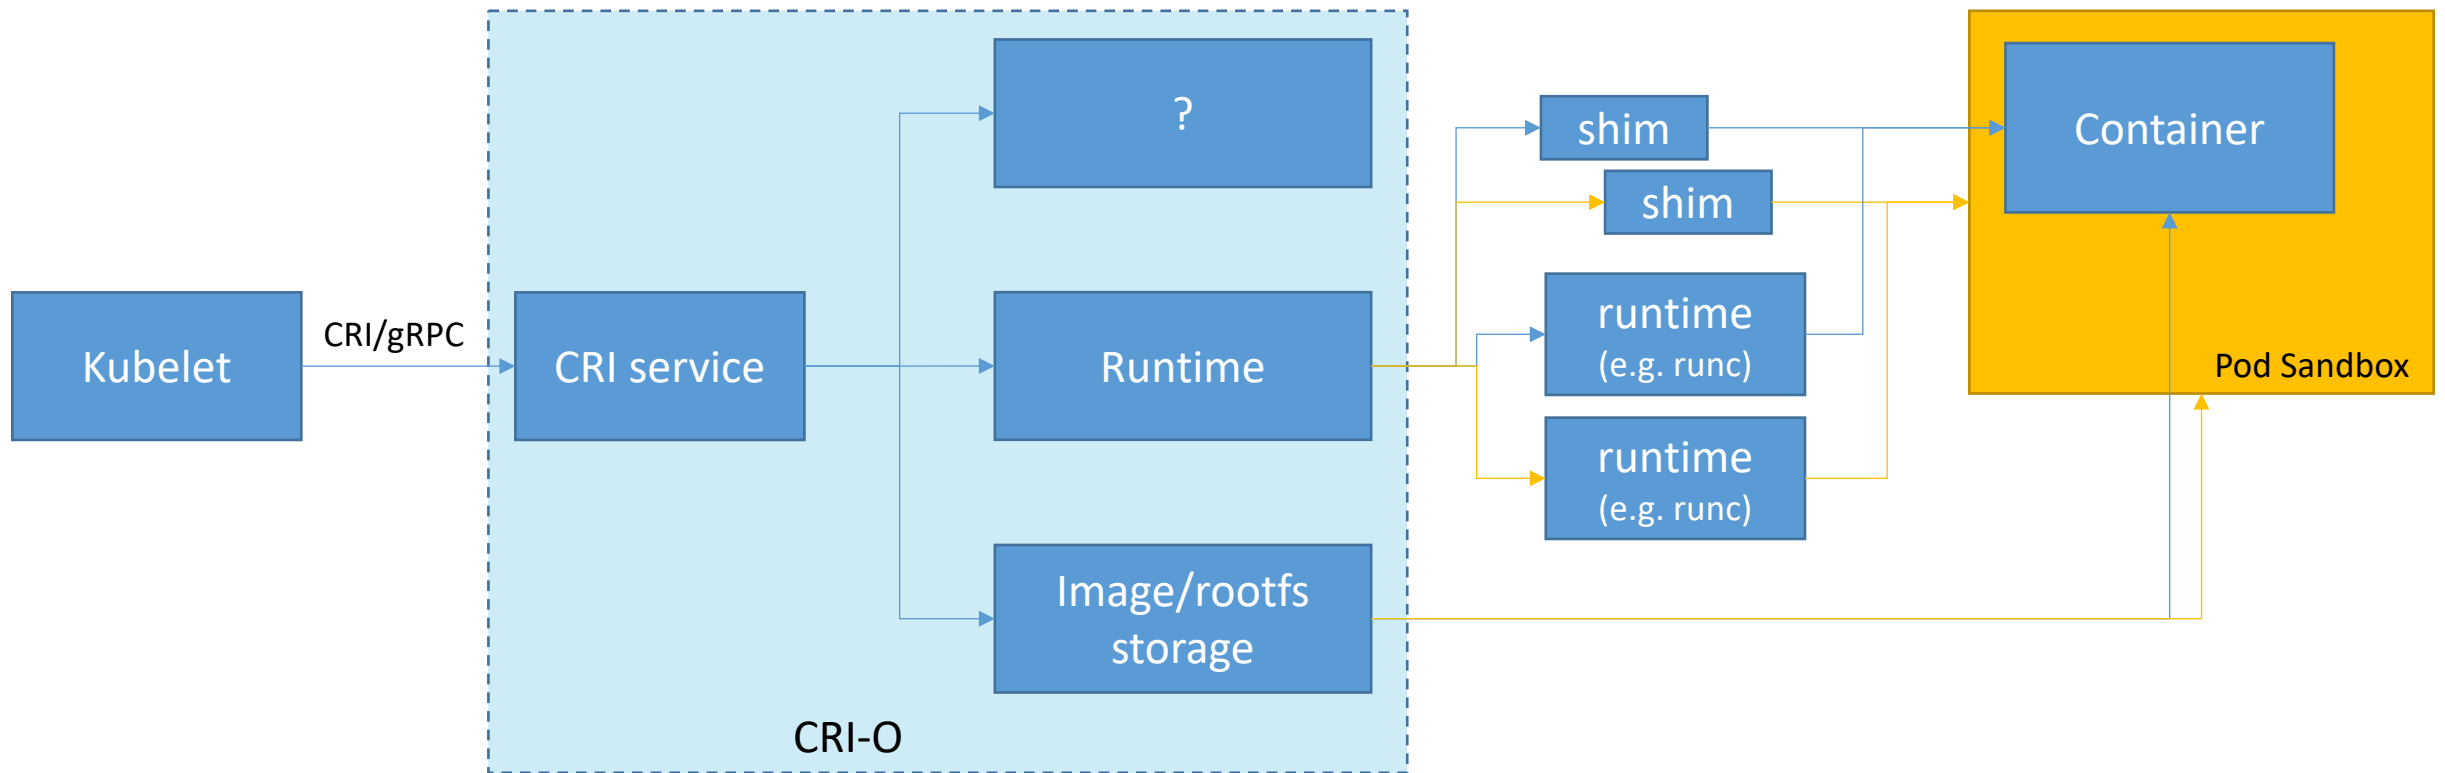 ?
shim
Container
shim
Kubelet
CRI/gRPC
CRI service
Runtime
runtime
(e.g. runc)
Pod Sandbox
runtime
(e.g. runc)
Image/rootfs
storage
CRI-O